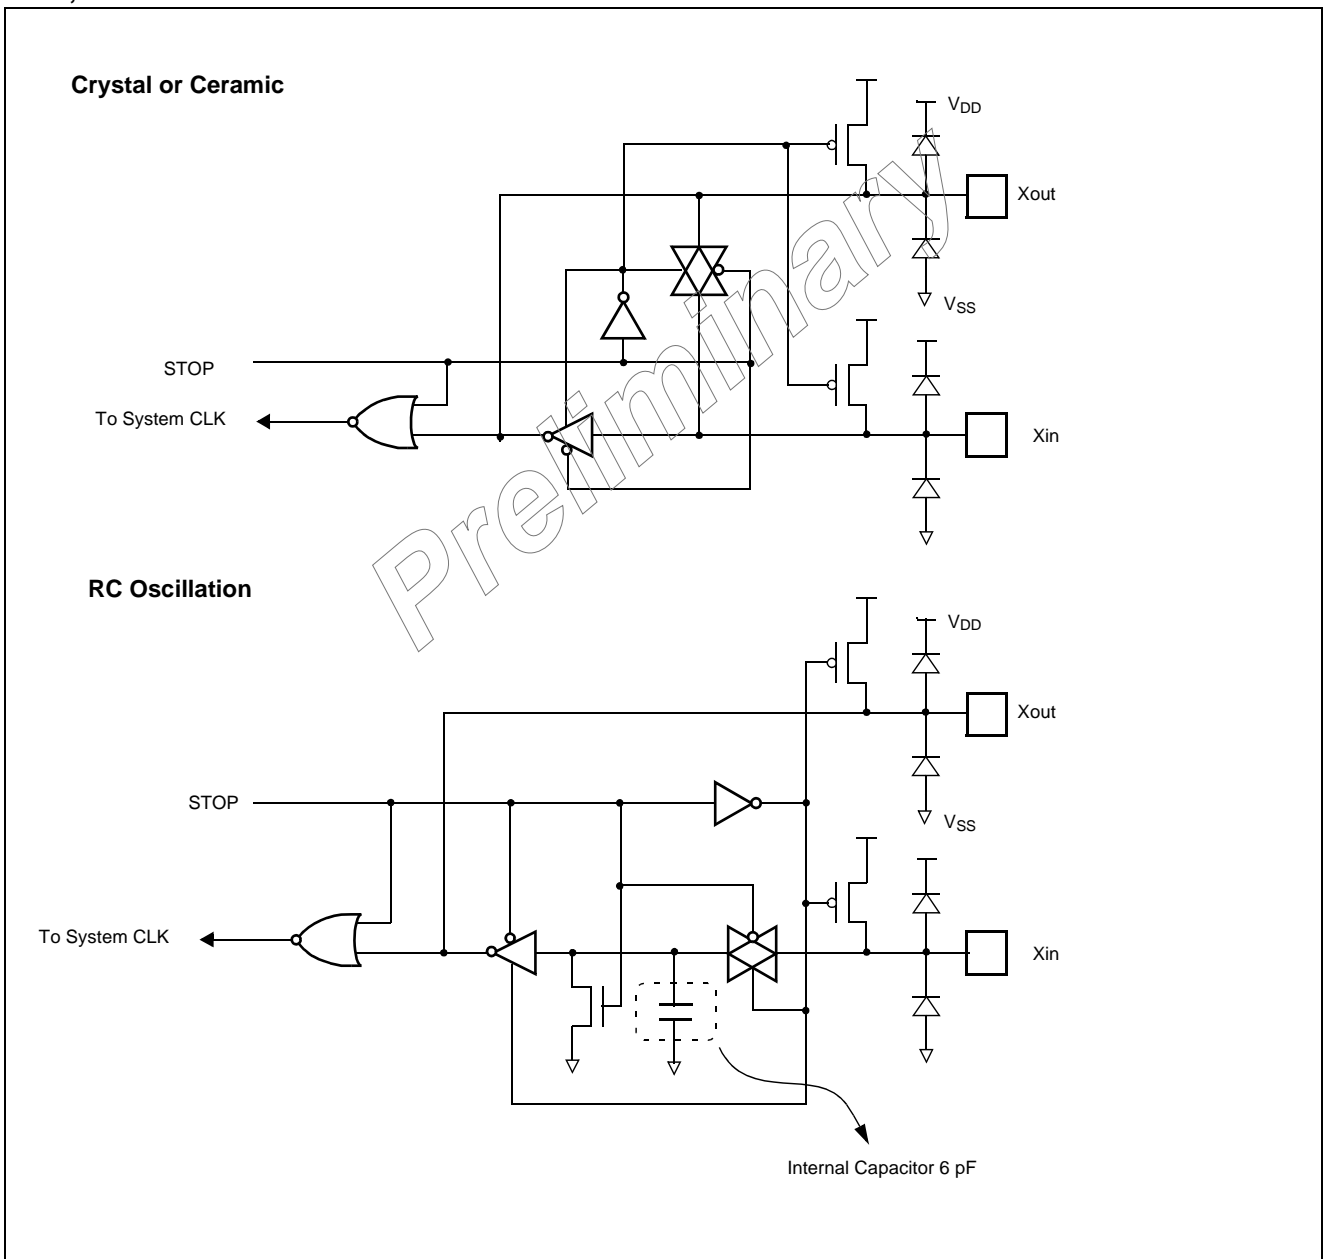 Crystal or Ceramic
VDD
Xout
VSS
STOP
To System CLK
Xin
Preliminary
RC Oscillation
VDD
Xout
STOP
VSS
To System CLK
Xin
Internal Capacitor 6 pF